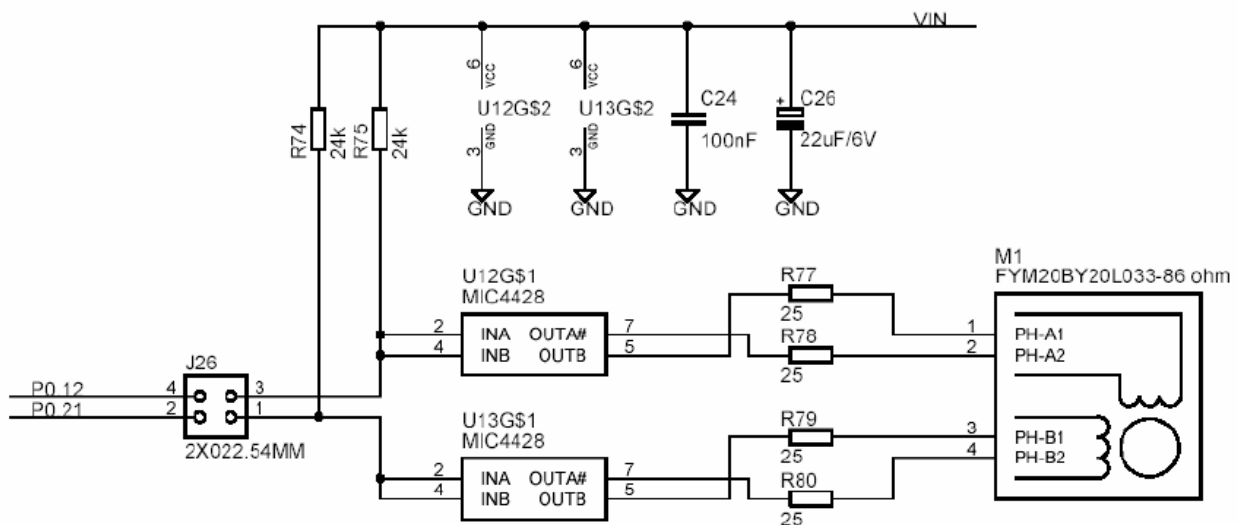 VIN
6
VCC
U12G$2
GND
3
GND
6
VCC
U13G$2
GND
3
GND
C24
100nF
GND
+
C26
22uF/6V
GND
R74
24k
R75
24k
U12G$1
MIC4428
2 INA OUTA# 7
4 INB OUTB 5
R77
25
R78
25
M1
FYM20BY20L033-86 ohm
1 PH-A1
2 PH-A2
J26
P0.12 4 3
P0.21 2 1
2X022.54MM
U13G$1
MIC4428
2 INA OUTA# 7
4 INB OUTB 5
R79
25
R80
25
3 PH-B1
4 PH-B2